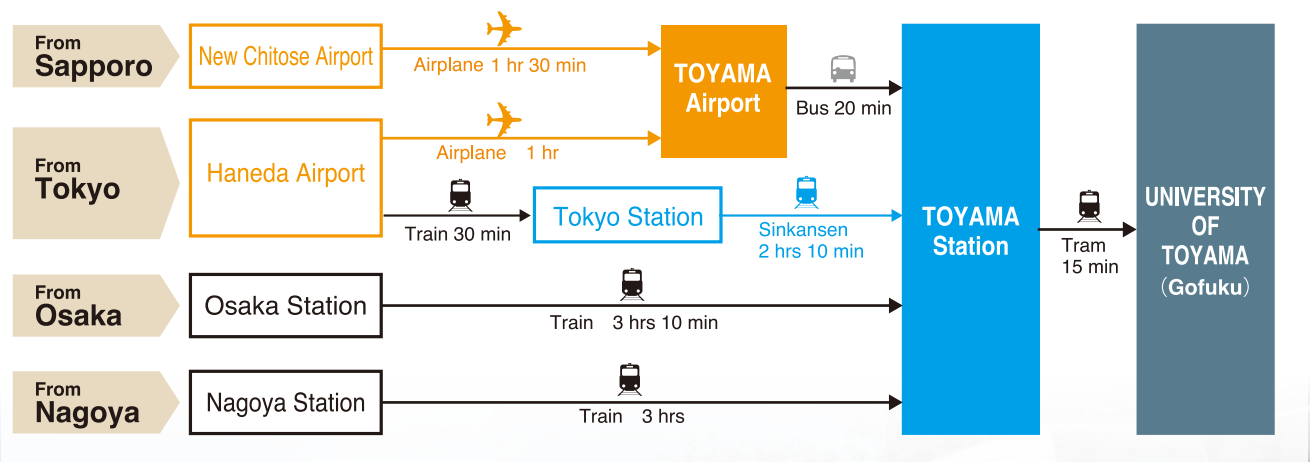 From
Sapporo
New Chitose Airport
Airplane 1 hr 30 min
TOYAMA
Airport
Bus 20 min
From
Tokyo
Haneda Airport
Airplane 1 hr
Train 30 min
Tokyo Station
Sinkansen
2 hrs 10 min
TOYAMA
Station
Tram
15 min
UNIVERSITY
OF
TOYAMA
（Gofuku）
From
Osaka
Osaka Station
Train 3 hrs 10 min
From
Nagoya
Nagoya Station
Train 3 hrs